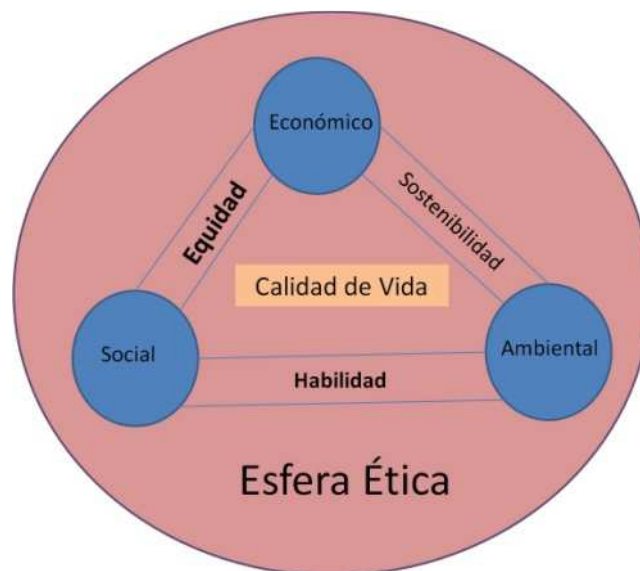 Económico
Equidad
Sostenibilidad
Calidad de Vida
Social
Ambiental
Habilidad
Esfera Ética